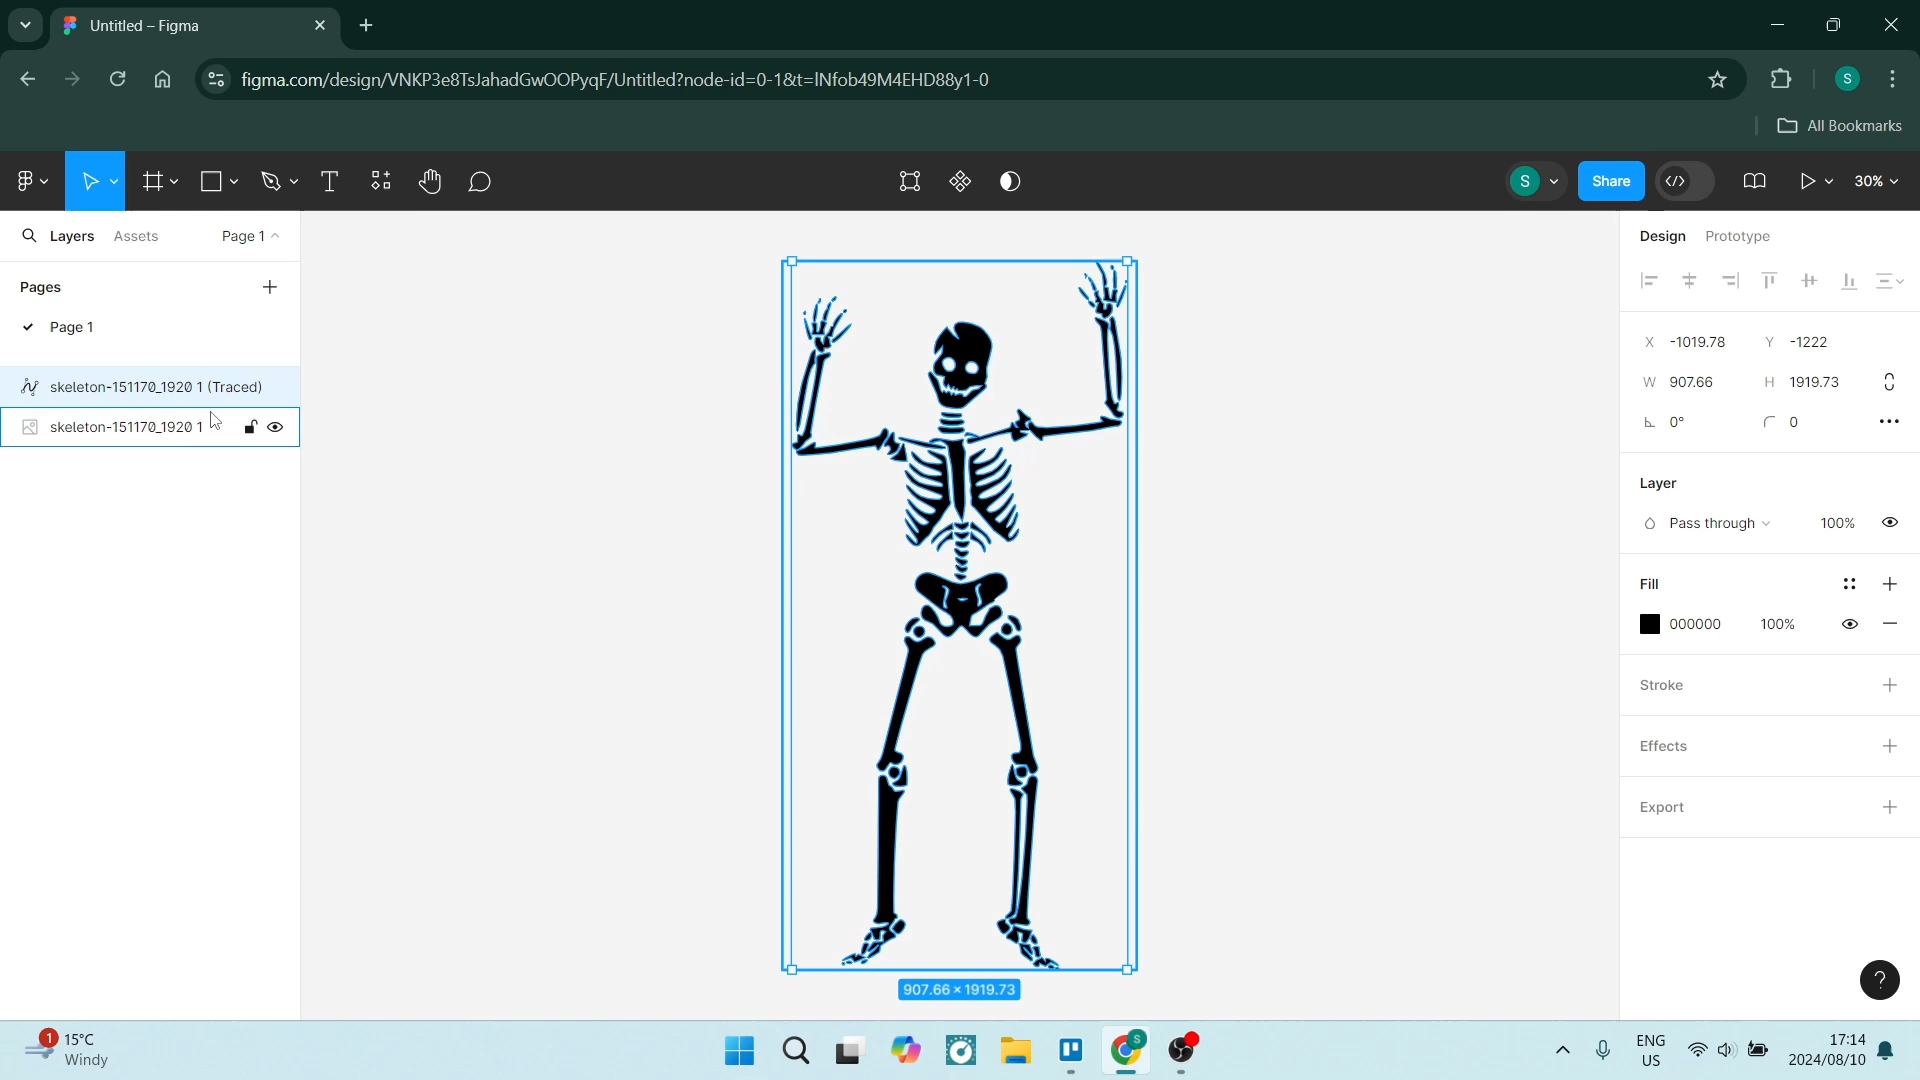 Untitled – Figma
figma.com/design/VNKP3e8TsJahadGwOOPyqF/Untitled?node-id=0-1&t=lNfob49M4EHD88y1-0
S
All Bookmarks
S
Share
30%
Layers
Assets
Page 1
Design
Prototype
Pages
Page 1
skeleton-151170_1920 1 (Traced)
skeleton-151170_1920 1
X -1019.78
Y -1222
W 907.66
H 1919.73
0°
0
Layer
Pass through
100%
Fill
000000
100%
Stroke
Effects
Export
907.66 × 1919.73
?
1
15°C
Windy
S
ENG
US
17:14
2024/08/10